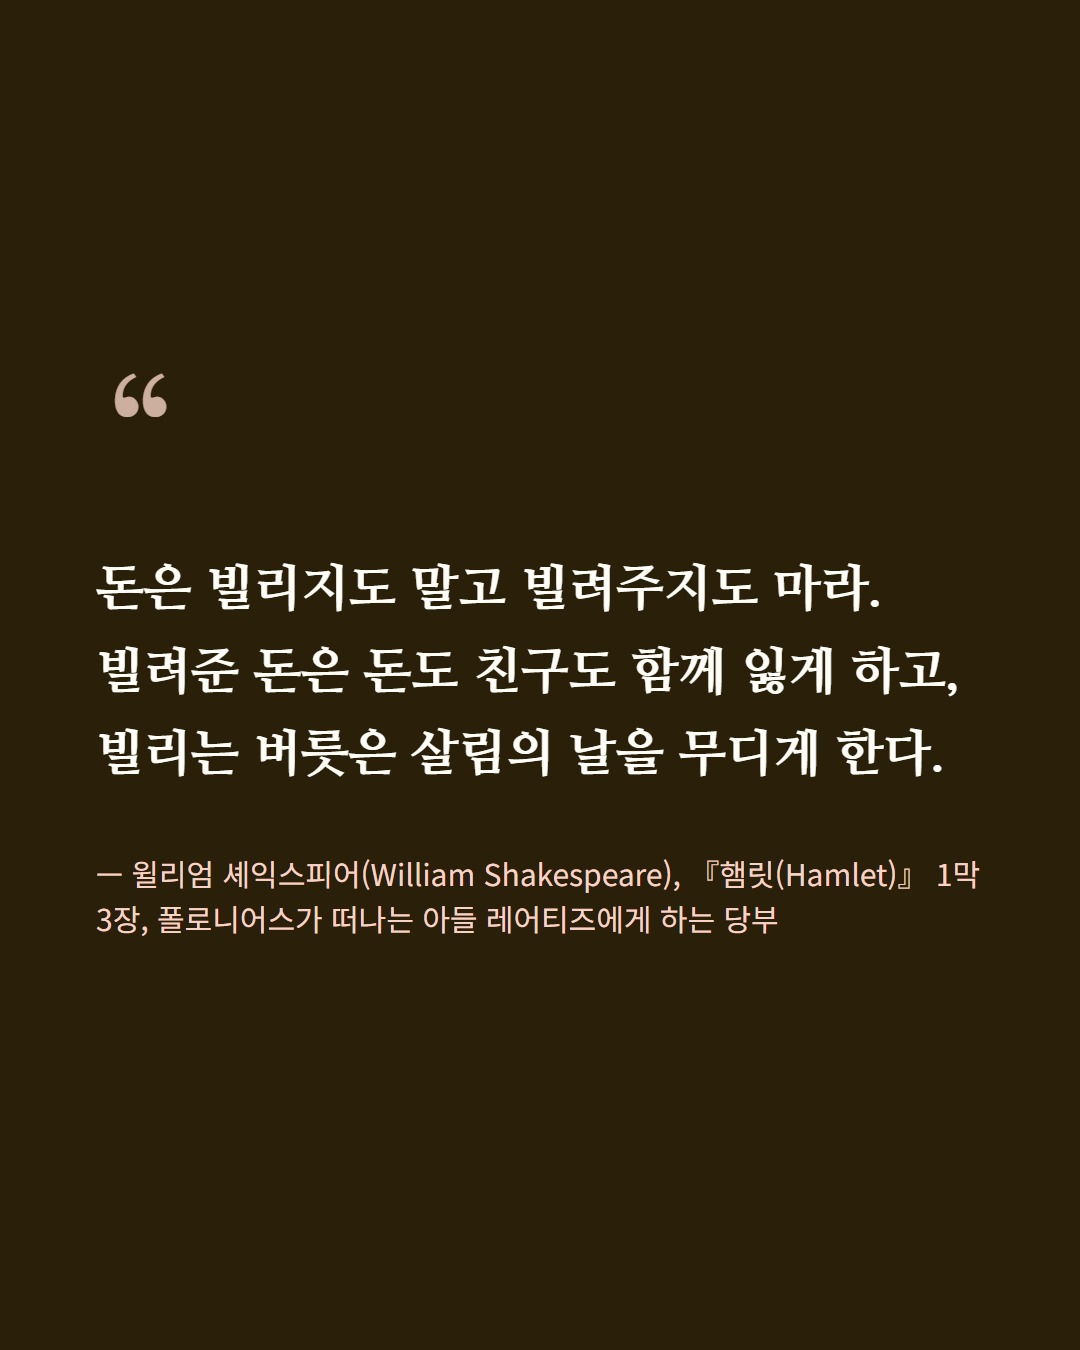 “
돈은 빌리지도 말고 빌려주지도 마라.
빌려준 돈은 돈도 친구도 함께 잃게 하고,
빌리는 버릇은 살림의 날을 무디게 한다.
— 윌리엄 셰익스피어(William Shakespeare), 『햄릿(Hamlet)』 1막
3장, 폴로니어스가 떠나는 아들 레어티즈에게 하는 당부